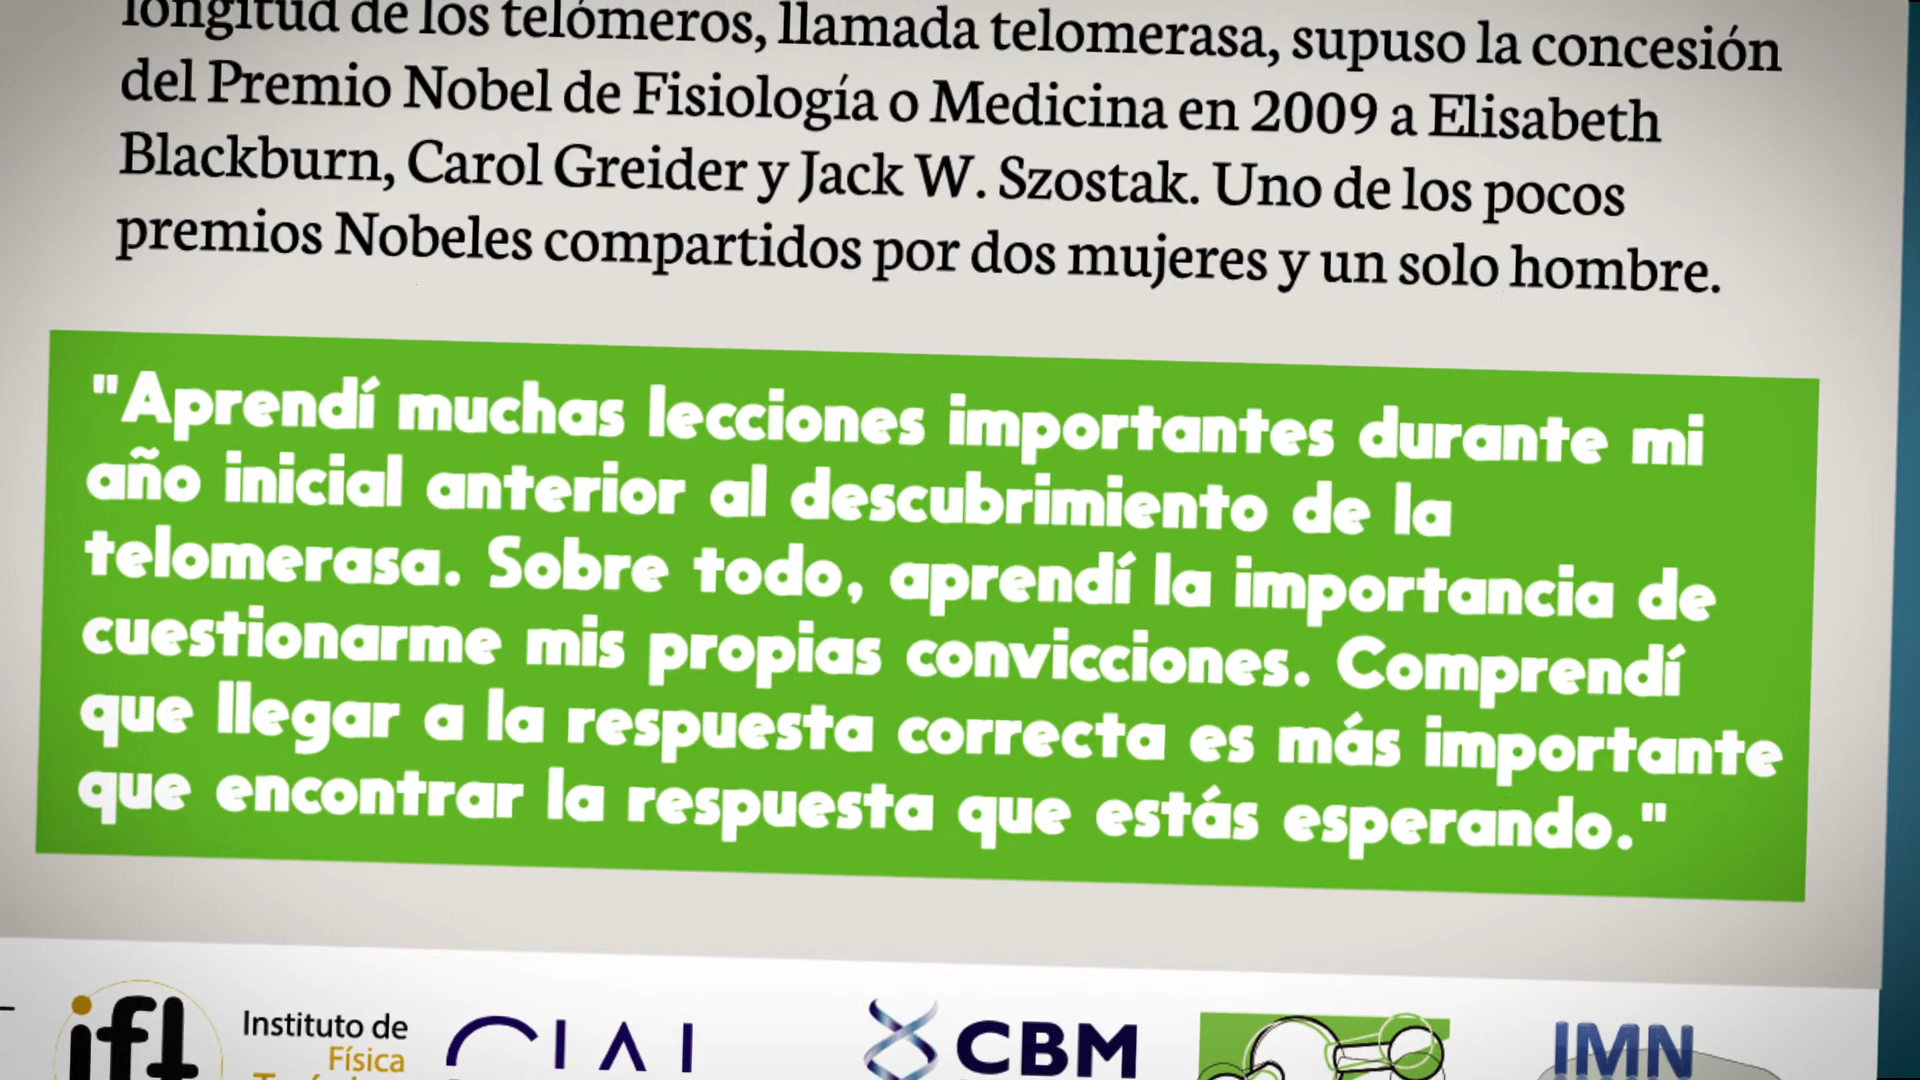 longitud de los telómeros, llamada telomerasa, supuso la concesión
del Premio Nobel de Fisiología o Medicina en 2009 a Elisabeth
Blackburn, Carol Greider y Jack W. Szostak. Uno de los pocos
premios Nobeles compartidos por dos mujeres y un solo hombre.
"Aprendí muchas lecciones importantes durante mi
año inicial anterior al descubrimiento de la
telomerasa. Sobre todo, aprendí la importancia de
cuestionarme mis propias convicciones. Comprendí
que llegar a la respuesta correcta es más importante
que encontrar la respuesta que estás esperando."
ift
Instituto de
Física
CIAL
CBM
IMN